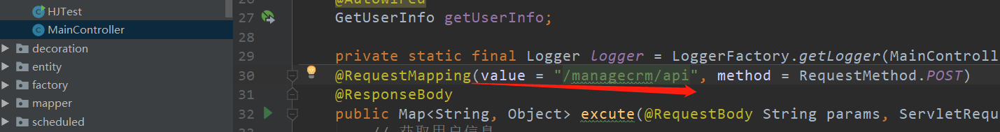 HJTest
MainController
decoration
entity
factory
mapper
scheduled
@Autowired
27 GetUserInfo getUserInfo;
28
29 private static final Logger logger = LoggerFactory.getLogger(MainControll
30 @RequestMapping(value = "/managecrm/api", method = RequestMethod.POST)
31 @ResponseBody
32 public Map<String, Object> excute(@RequestBody String params, ServletRequ
// 获取用户信息